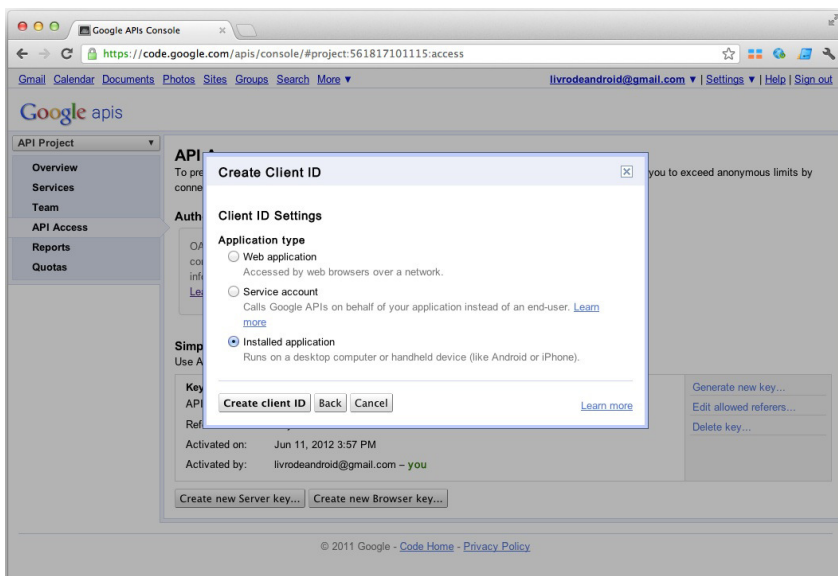 Google APIs Console
https://code.google.com/apis/console/#project:561817101115:access
Gmail Calendar Documents Photos Sites Groups Search More ▼
livrodeandroid@gmail.com ▼ | Settings ▼ | Help | Sign out
Google apis
API Project
Overview
Services
Team
API Access
Reports
Quotas
API
To
you to exceed anonymous limits by
Create Client ID
Client ID Settings
Application type
Web application
Accessed by web browsers over a network.
Service account
Calls Google APIs on behalf of your application instead of an end-user. Learn
more
Installed application
Runs on a desktop computer or handheld device (like Android or iPhone).
Create client ID
Back
Cancel
Learn more
Use
Key
API
Activated on: Jun 11, 2012 3:57 PM
Activated by: livrodeandroid@gmail.com – you
Generate new key...
Edit allowed referers...
Delete key...
Create new Server key...
Create new Browser key...
© 2011 Google - Code Home - Privacy Policy